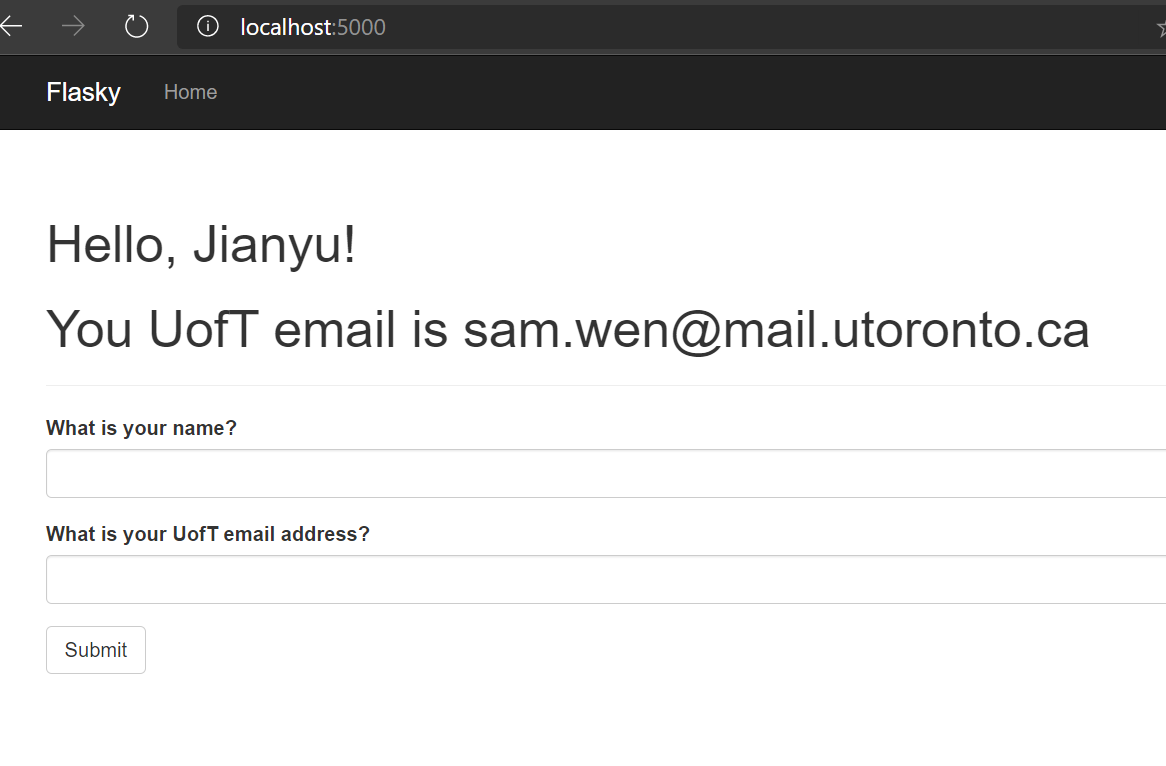 localhost:5000
Flasky Home
Hello, Jianyu!
You UofT email is sam.wen@mail.utoronto.ca
What is your name?
What is your UofT email address?
Submit